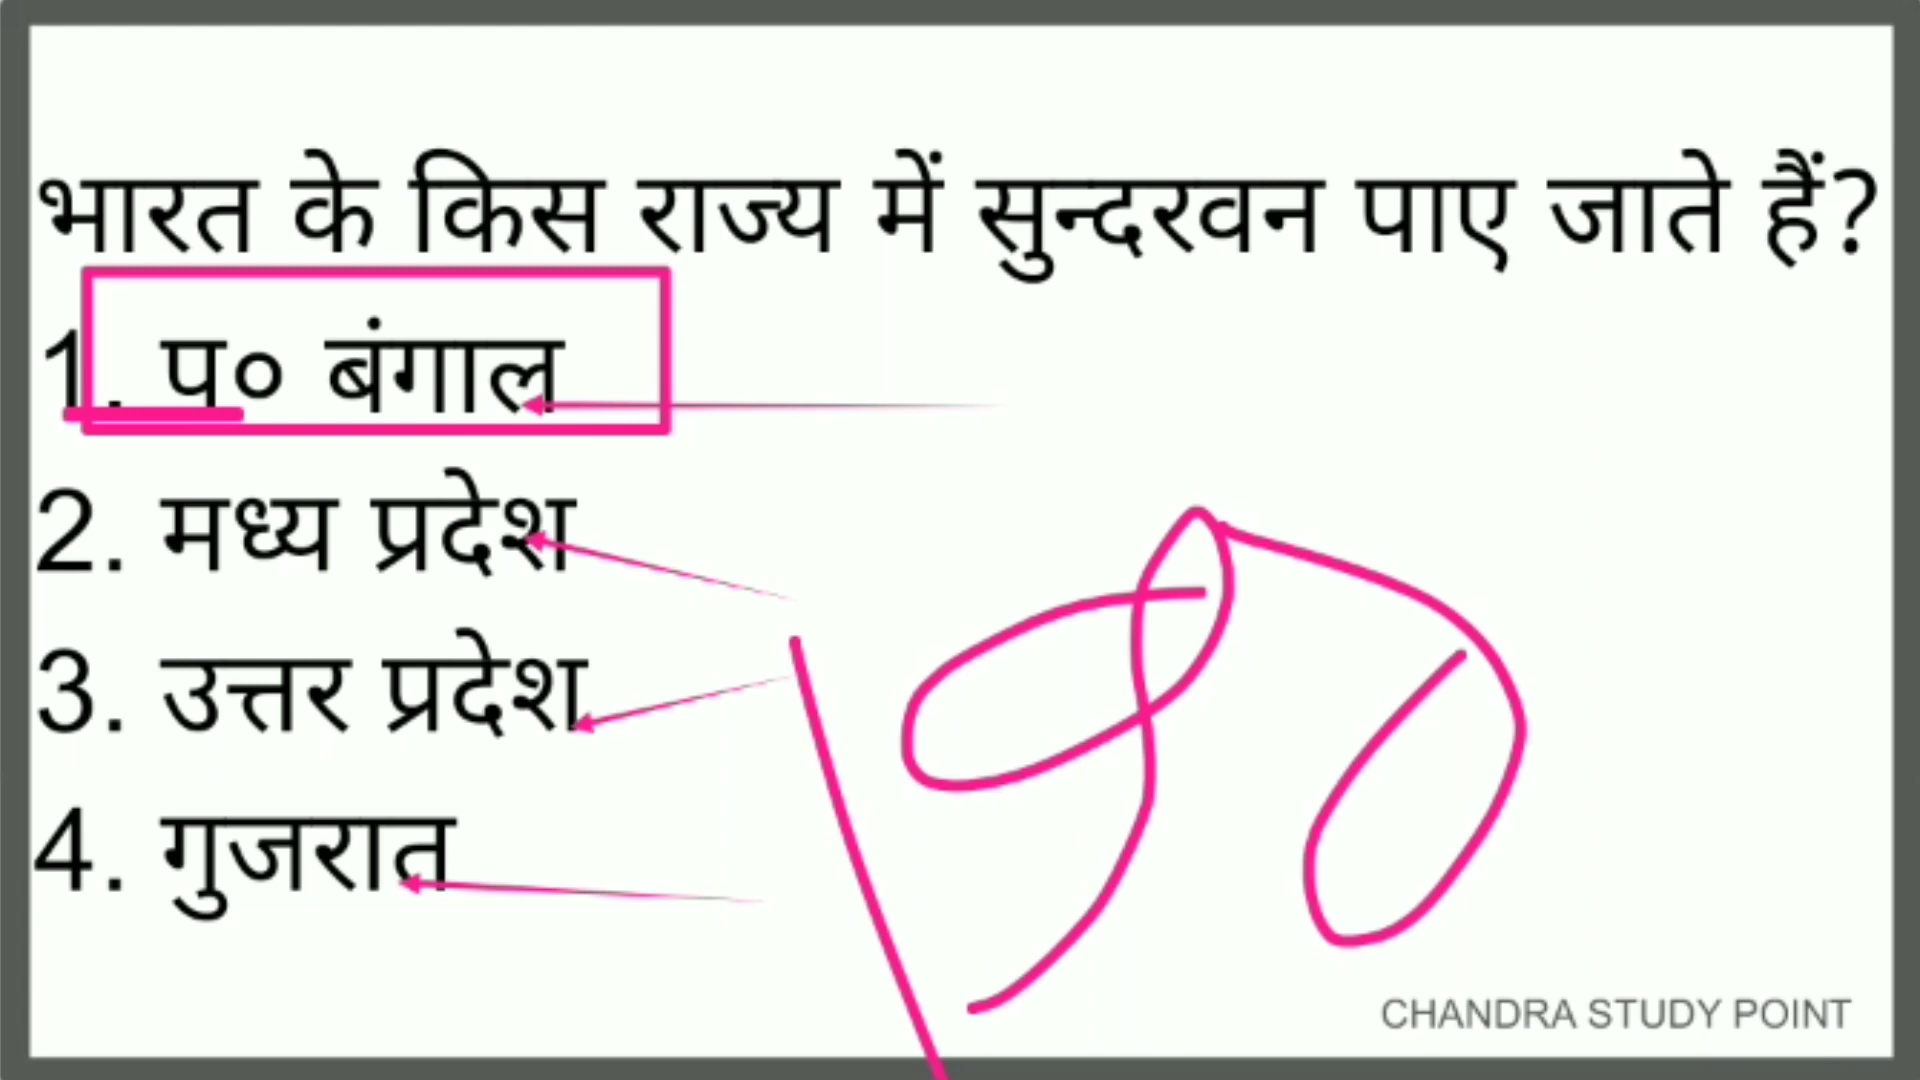 भारत के किस राज्य में सुन्दरवन पाए जाते हैं?
1. प० बंगाल
2. मध्य प्रदेश
3. उत्तर प्रदेश
4. गुजरात
CHANDRA STUDY POINT